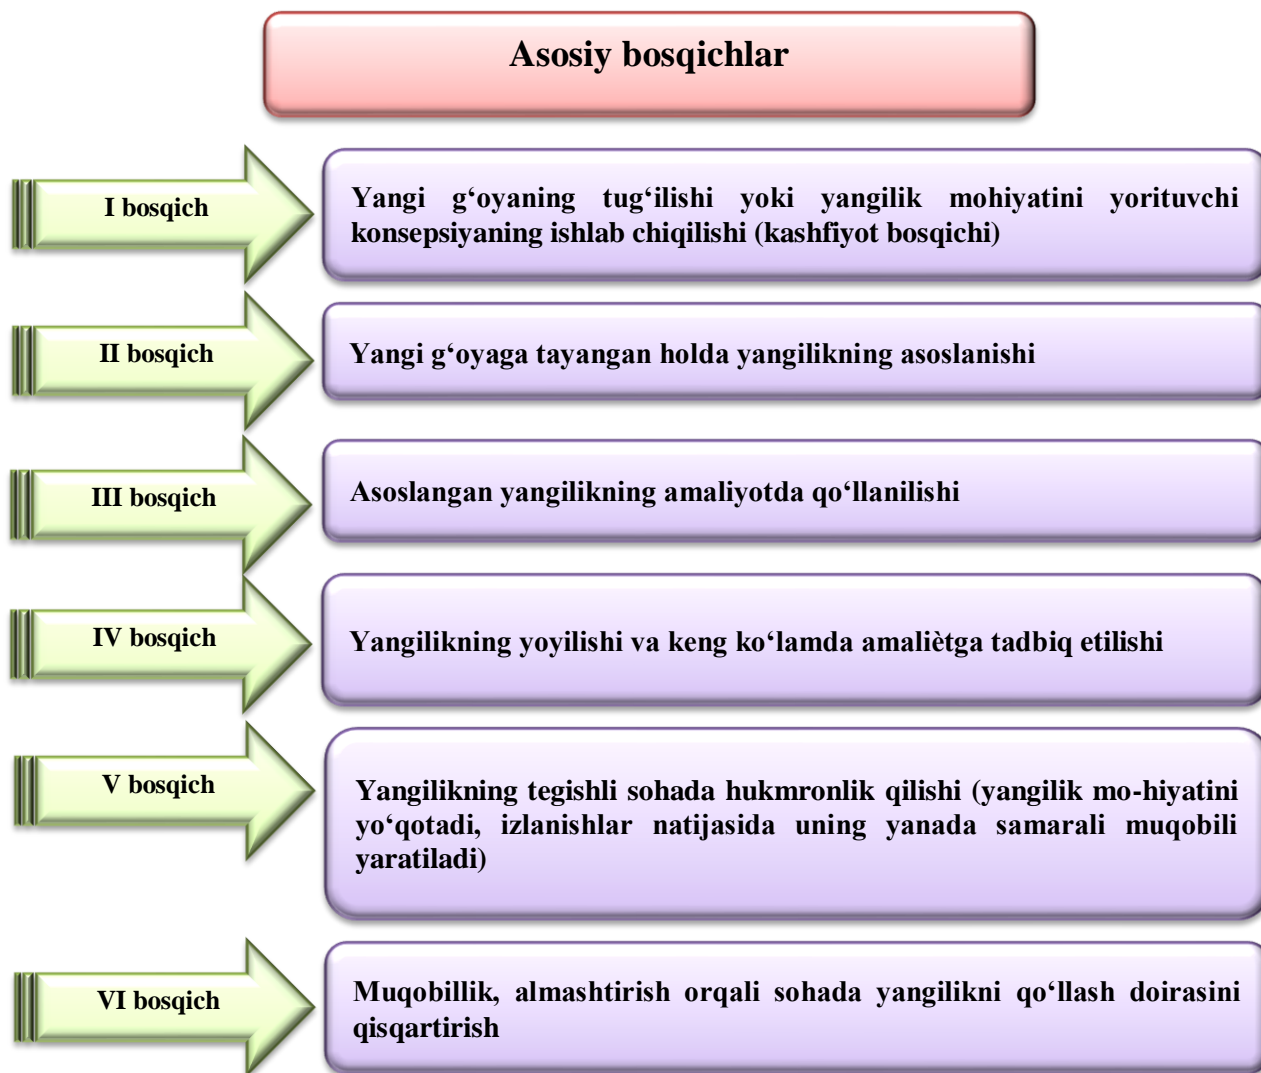 Asosiy bosqichlar
I bosqich
Yangi g‘oyaning tug‘ilishi yoki yangilik mohiyatini yorituvchi
konsepsiyaning ishlab chiqilishi (kashfiyot bosqichi)
II bosqich
Yangi g‘oyaga tayangan holda yangilikning asoslanishi
III bosqich
Asoslangan yangilikning amaliyotda qo‘llanilishi
IV bosqich
Yangilikning yoyilishi va keng ko‘lamda amaliètga tadbiq etilishi
V bosqich
Yangilikning tegishli sohada hukmronlik qilishi (yangilik mo-hiyatini
yo‘qotadi, izlanishlar natijasida uning yanada samarali muqobili
yaratiladi)
VI bosqich
Muqobillik, almashtirish orqali sohada yangilikni qo‘llash doirasini
qisqartirish